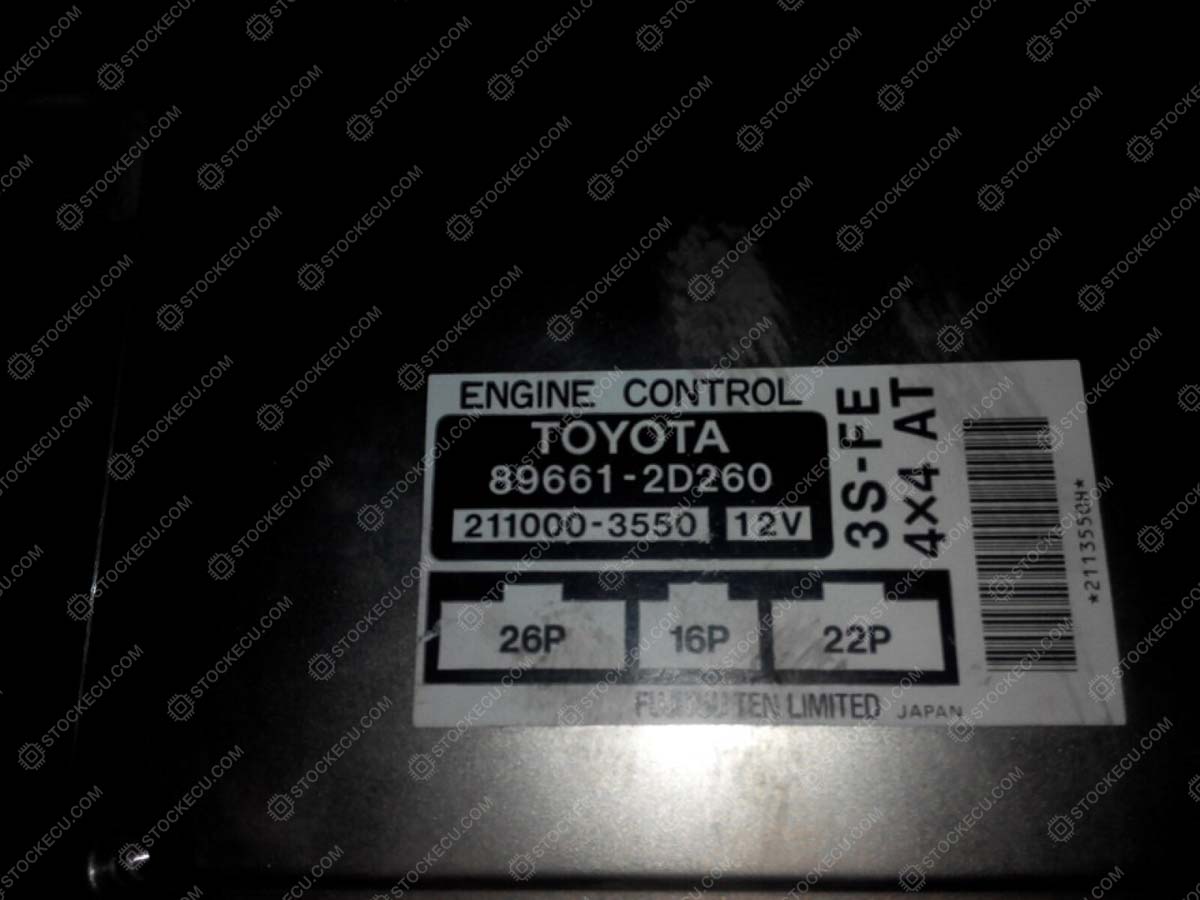 ENGINE CONTROL
TOYOTA
89661-2D260
211000-3550 12V
3S-FE
4x4 AT
*2113550H*
26P 16P 22P
FUJITSU TEN LIMITED JAPAN
STOCKECU.COM